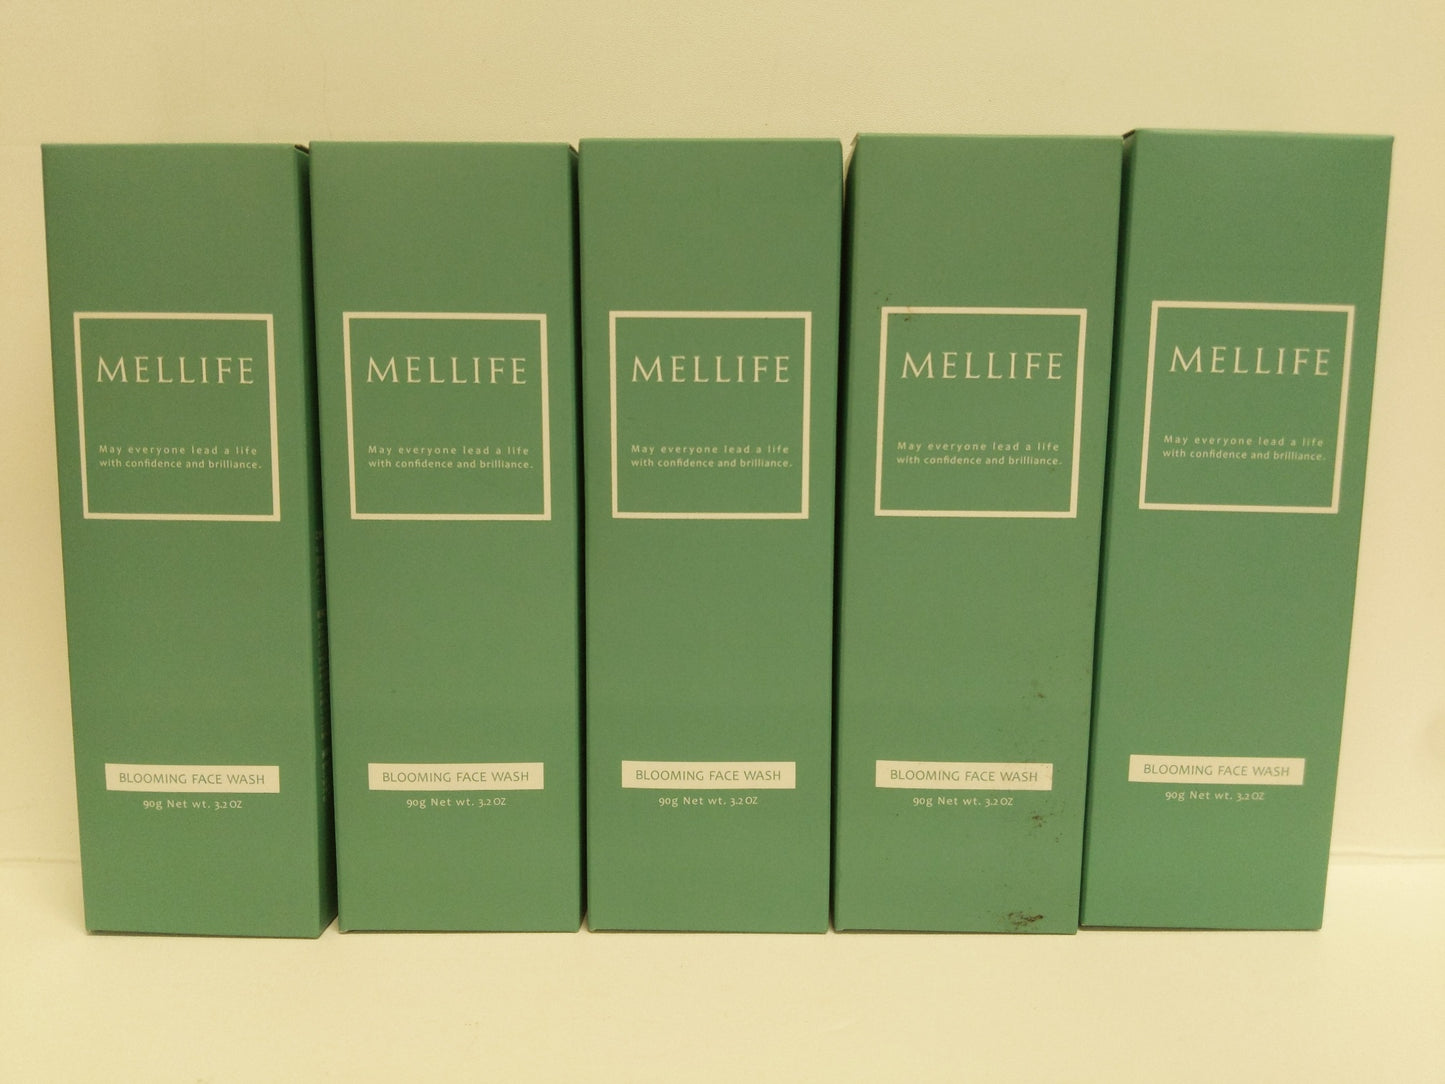 MELLIFE
May everyone lead a life
with confidence and brilliance.
BLOOMING FACE WASH
90g Net wt. 3.2 OZ
MELLIFE
May everyone lead a life
with confidence and brilliance.
BLOOMING FACE WASH
90g Net wt. 3.2 OZ
MELLIFE
May everyone lead a life
with confidence and brilliance.
BLOOMING FACE WASH
90g Net wt. 3.2 OZ
MELLIFE
May everyone lead a life
with confidence and brilliance.
BLOOMING FACE WASH
90g Net wt. 3.2 OZ
MELLIFE
May everyone lead a life
with confidence and brilliance.
BLOOMING FACE WASH
90g Net wt. 3.2 OZ